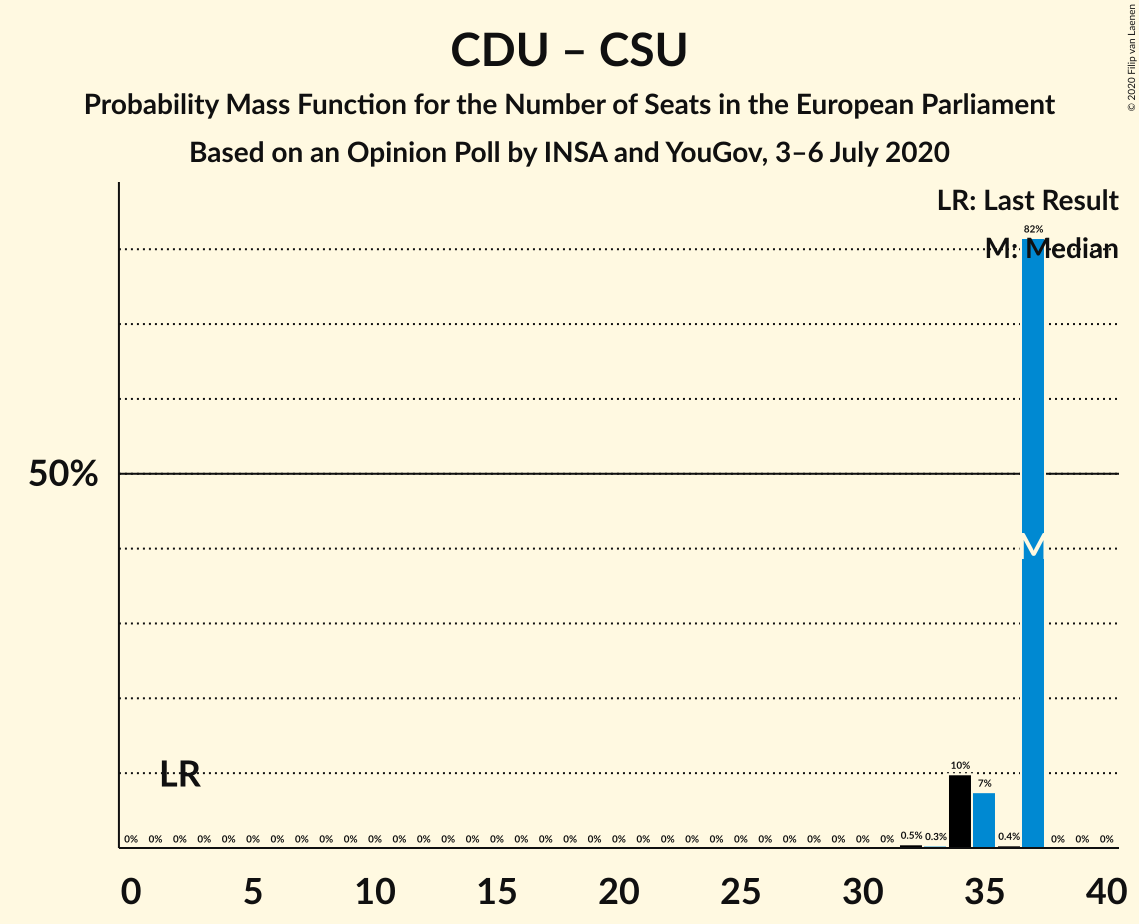 CDU – CSU
Probability Mass Function for the Number of Seats in the European Parliament
Based on an Opinion Poll by INSA and YouGov, 3–6 July 2020
© 2020 Filip van Laenen
LR: Last Result
M: Median
82%
50%
M
LR
10%
7%
0% 0% 0% 0% 0% 0% 0% 0% 0% 0% 0% 0% 0% 0% 0% 0% 0% 0% 0% 0% 0% 0% 0% 0% 0% 0% 0% 0% 0% 0% 0% 0% 0.5% 0.3% 0.4% 0% 0% 0%
0 5 10 15 20 25 30 35 40